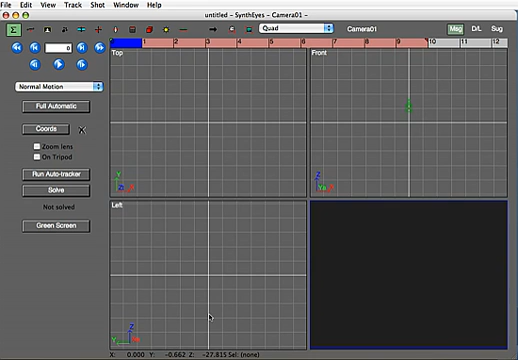 File Edit View Track Shot Window Help
untitled – SynthEyes – Camera01 –
Σ Quad Camera01 Msg D/L Sug
0 1 2 3 4 5 6 7 8 9 10 11 12
Top Front
Normal Motion
Full Automatic
Coords
Zoom lens
On Tripod
Run Auto-tracker
Solve
Not solved
Green Screen
Left
X: 0.000 Y: -0.662 Z: -27.815 Sel: (none)